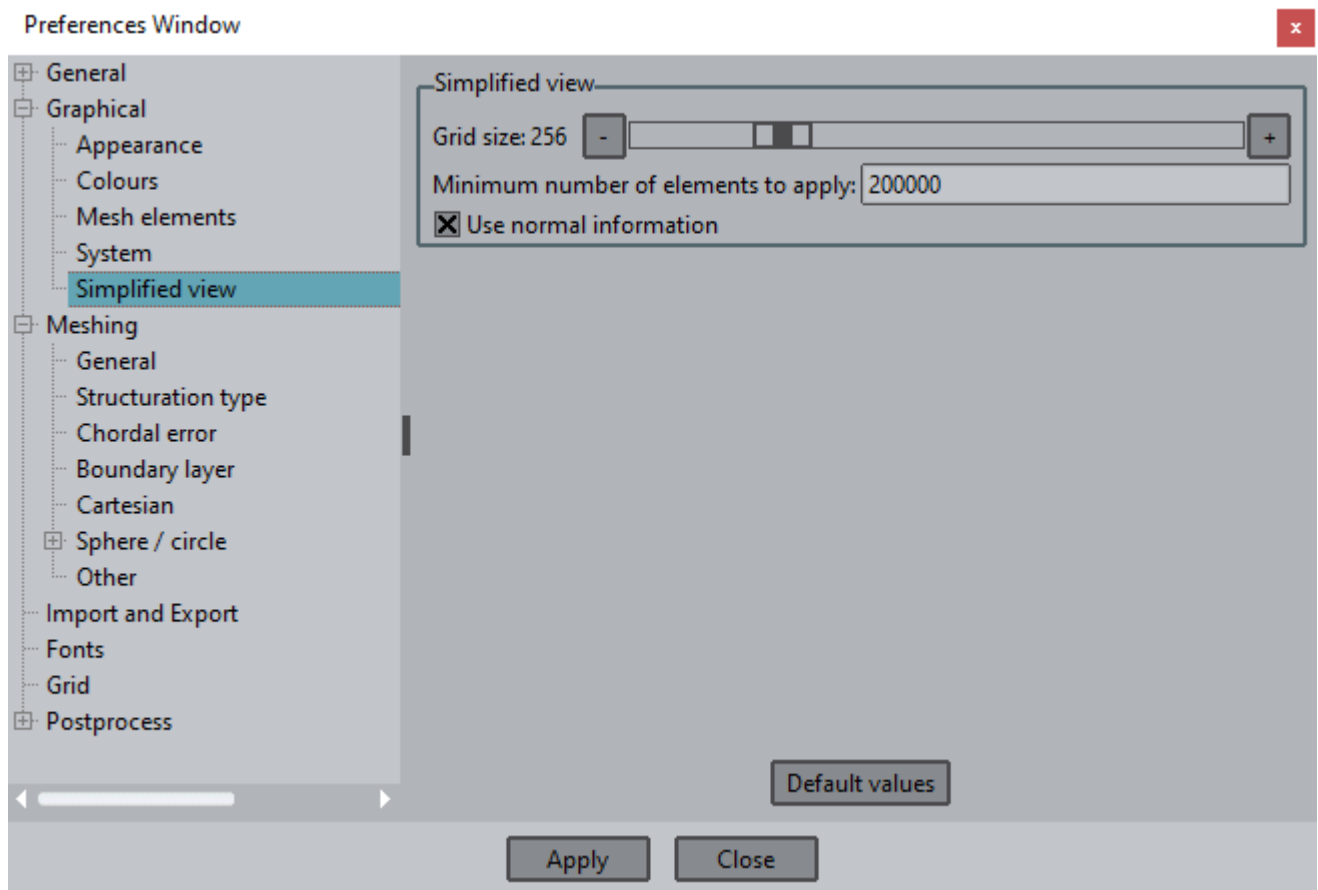 Preferences Window
x
General
Graphical
Appearance
Colours
Mesh elements
System
Simplified view
Meshing
General
Structuration type
Chordal error
Boundary layer
Cartesian
Sphere / circle
Other
Import and Export
Fonts
Grid
Postprocess
Simplified view
Grid size: 256 - +
Minimum number of elements to apply: 200000
Use normal information
Default values
Apply Close